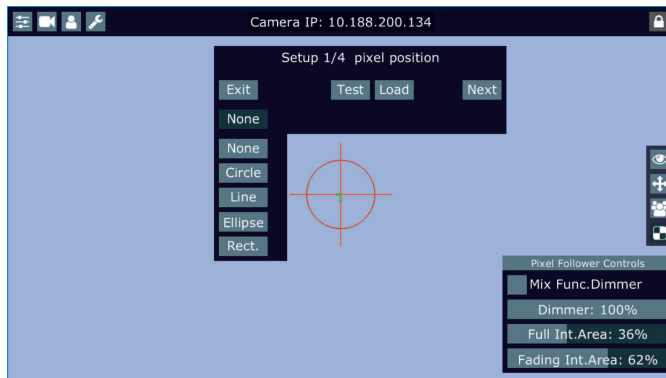 Camera IP: 10.188.200.134
Setup 1/4 pixel position
Exit Test Load Next
None
None
Circle
Line
Ellipse
Rect.
Pixel Follower Controls
Mix Func.Dimmer
Dimmer: 100%
Full Int.Area: 36%
Fading Int.Area: 62%